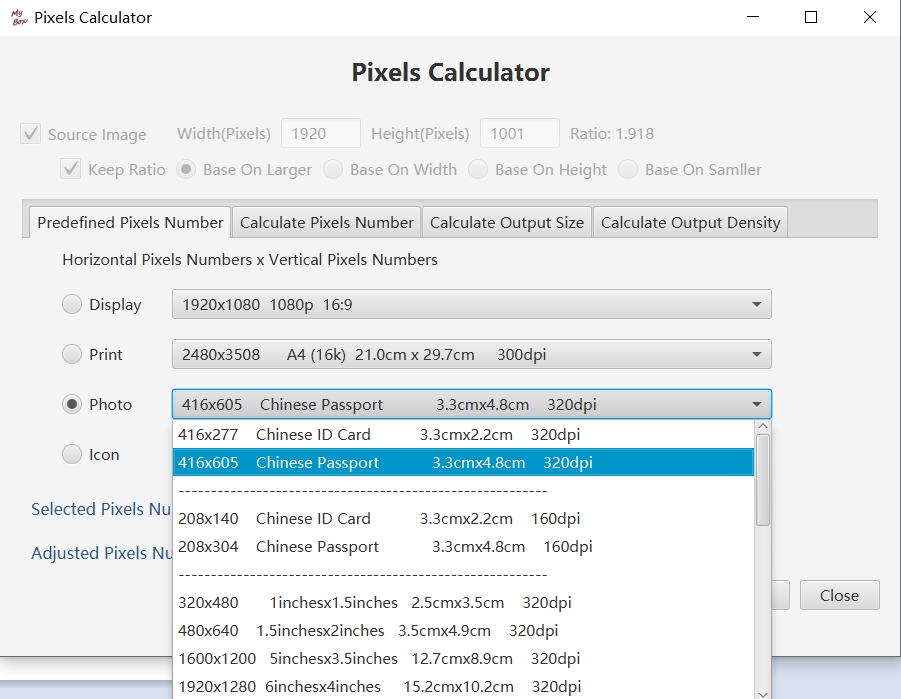 My Box Pixels Calculator
Pixels Calculator
Source Image Width(Pixels) 1920 Height(Pixels) 1001 Ratio: 1.918
Keep Ratio Base On Larger Base On Width Base On Height Base On Samller
Predefined Pixels Number Calculate Pixels Number Calculate Output Size Calculate Output Density
Horizontal Pixels Numbers x Vertical Pixels Numbers
Display 1920x1080 1080p 16:9
Print 2480x3508 A4 (16k) 21.0cm x 29.7cm 300dpi
Photo 416x605 Chinese Passport 3.3cmx4.8cm 320dpi
416x277 Chinese ID Card 3.3cmx2.2cm 320dpi
Icon 416x605 Chinese Passport 3.3cmx4.8cm 320dpi
---------------------------------------------------------
Selected Pixels Nu 208x140 Chinese ID Card 3.3cmx2.2cm 160dpi
Adjusted Pixels Nu 208x304 Chinese Passport 3.3cmx4.8cm 160dpi
---------------------------------------------------------
320x480 1inchesx1.5inches 2.5cmx3.5cm 320dpi Close
480x640 1.5inchesx2inches 3.5cmx4.9cm 320dpi
1600x1200 5inchesx3.5inches 12.7cmx8.9cm 320dpi
1920x1280 6inchesx4inches 15.2cmx10.2cm 320dpi